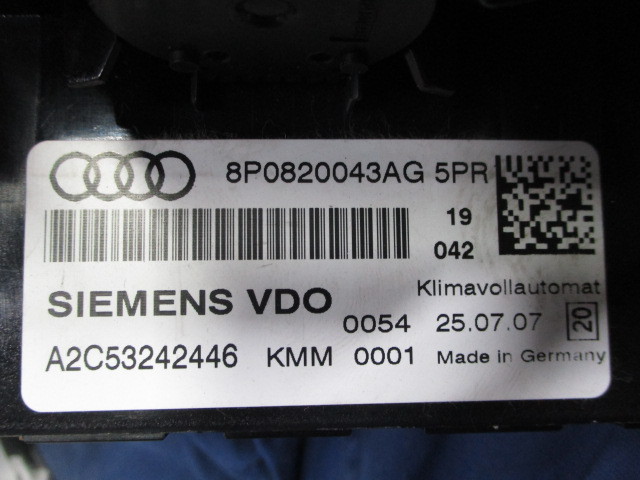 8P0820043AG 5PR
19
042
SIEMENS VDO
Klimavollautomat
0054 25.07.07 20
A2C53242446 KMM 0001 Made in Germany